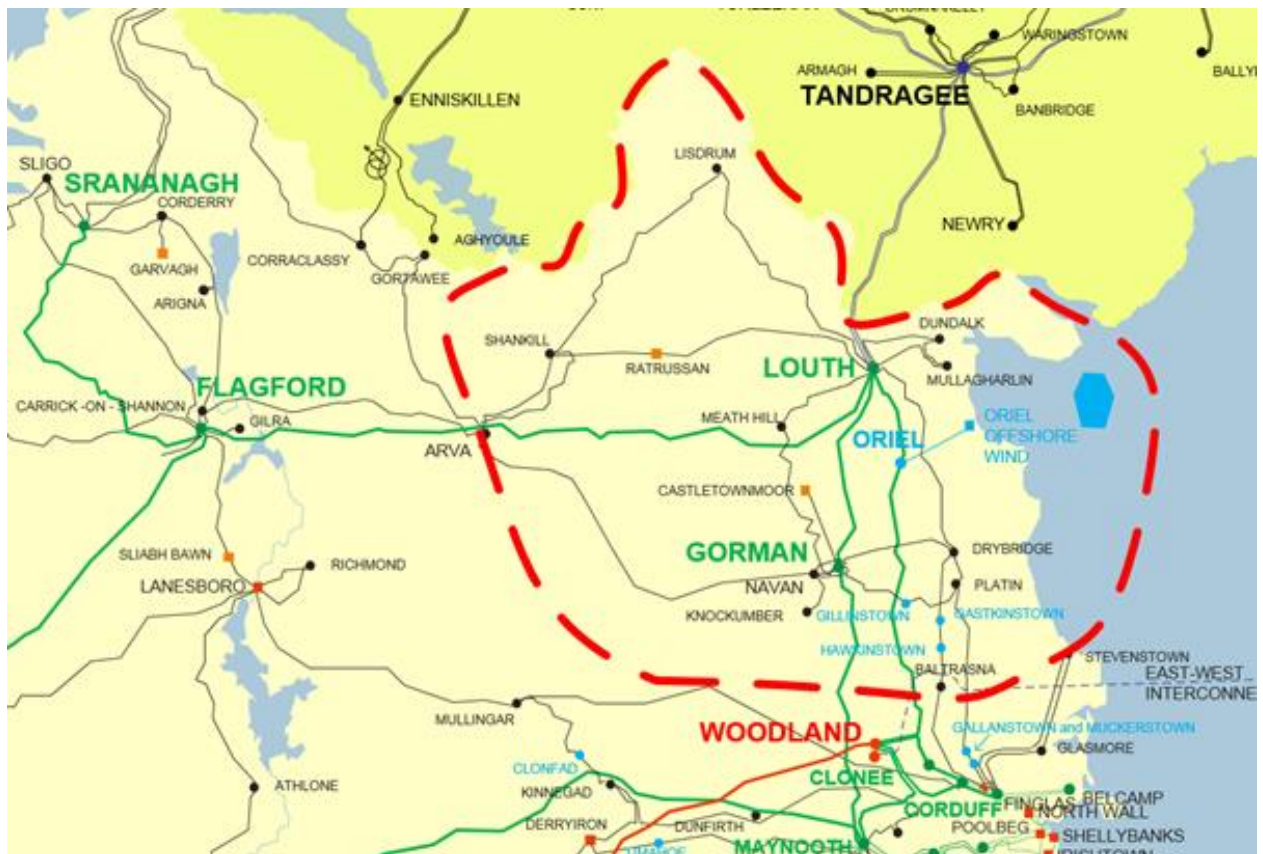 WARINGSTOWN
ARMAGH
TANDRAGEE
BANBRIDGE
ENNISKILLEN
LISDRUM
SLIGO
SRANANAGH
CORDERRY
NEWRY
GARVAGH
CORRACLASSY
AGHYOULE
GORTAWEE
ARIGNA
DUNDALK
SHANKILL
RATRUSSAN
LOUTH
MULLAGHARLIN
FLAGFORD
CARRICK -ON - SHANNON
GILRA
MEATH HILL
ORIEL
ORIEL
OFFSHORE
WIND
ARVA
CASTLETOWNMOOR
SLIABH BAWN
RICHMOND
LANESBORO
GORMAN
DRYBRIDGE
NAVAN
PLATIN
KNOCKUMBER
GILLINSTOWN
GASTKINSTOWN
HAWKINSTOWN
STEVENSTOWN
BALTRASNA
EAST-WEST
INTERCONNE
MULLINGAR
WOODLAND
GALLANSTOWN and MUCKERSTOWN
GLASMORE
CLONFAD
CLONEE
ATHLONE
KINNEGAD
CORDUFF
FINGLAS
BELCAMP
NORTH WALL
DERRYIRON
DUNFIRTH
POOLBEG
SHELLYBANKS
MAYNOOTH